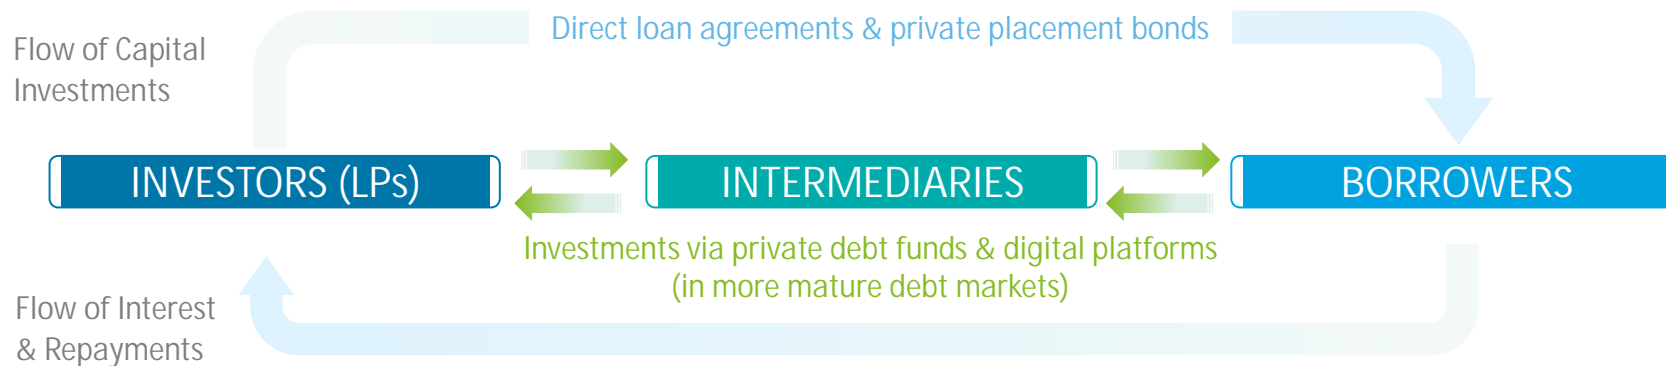 Direct loan agreements & private placement bonds
Flow of Capital
Investments
INVESTORS (LPs)
INTERMEDIARIES
BORROWERS
Investments via private debt funds & digital platforms
(in more mature debt markets)
Flow of Interest
& Repayments